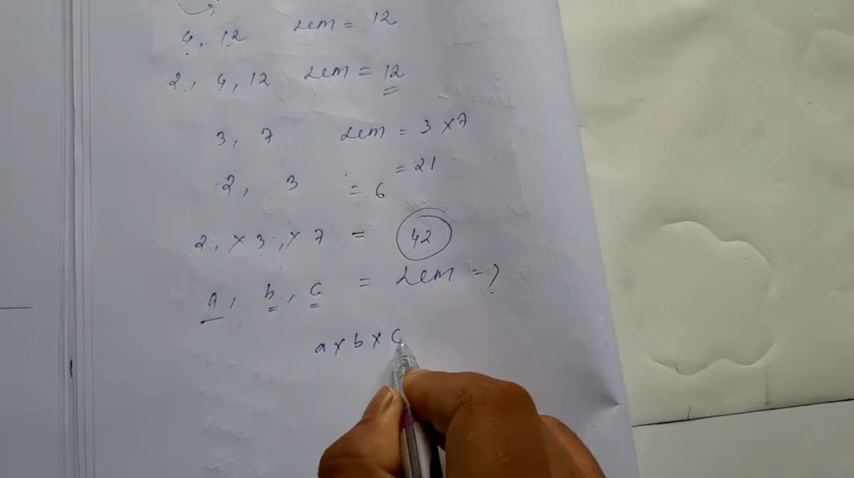 4, 12 Lcm = 12
2, 4, 12 Lcm = 12
3, 7 Lcm = 3 x 7
= 21
2, 3 = 6
2, x 3, x 7 = 42
a, b, c = Lcm = ?
a x b x c